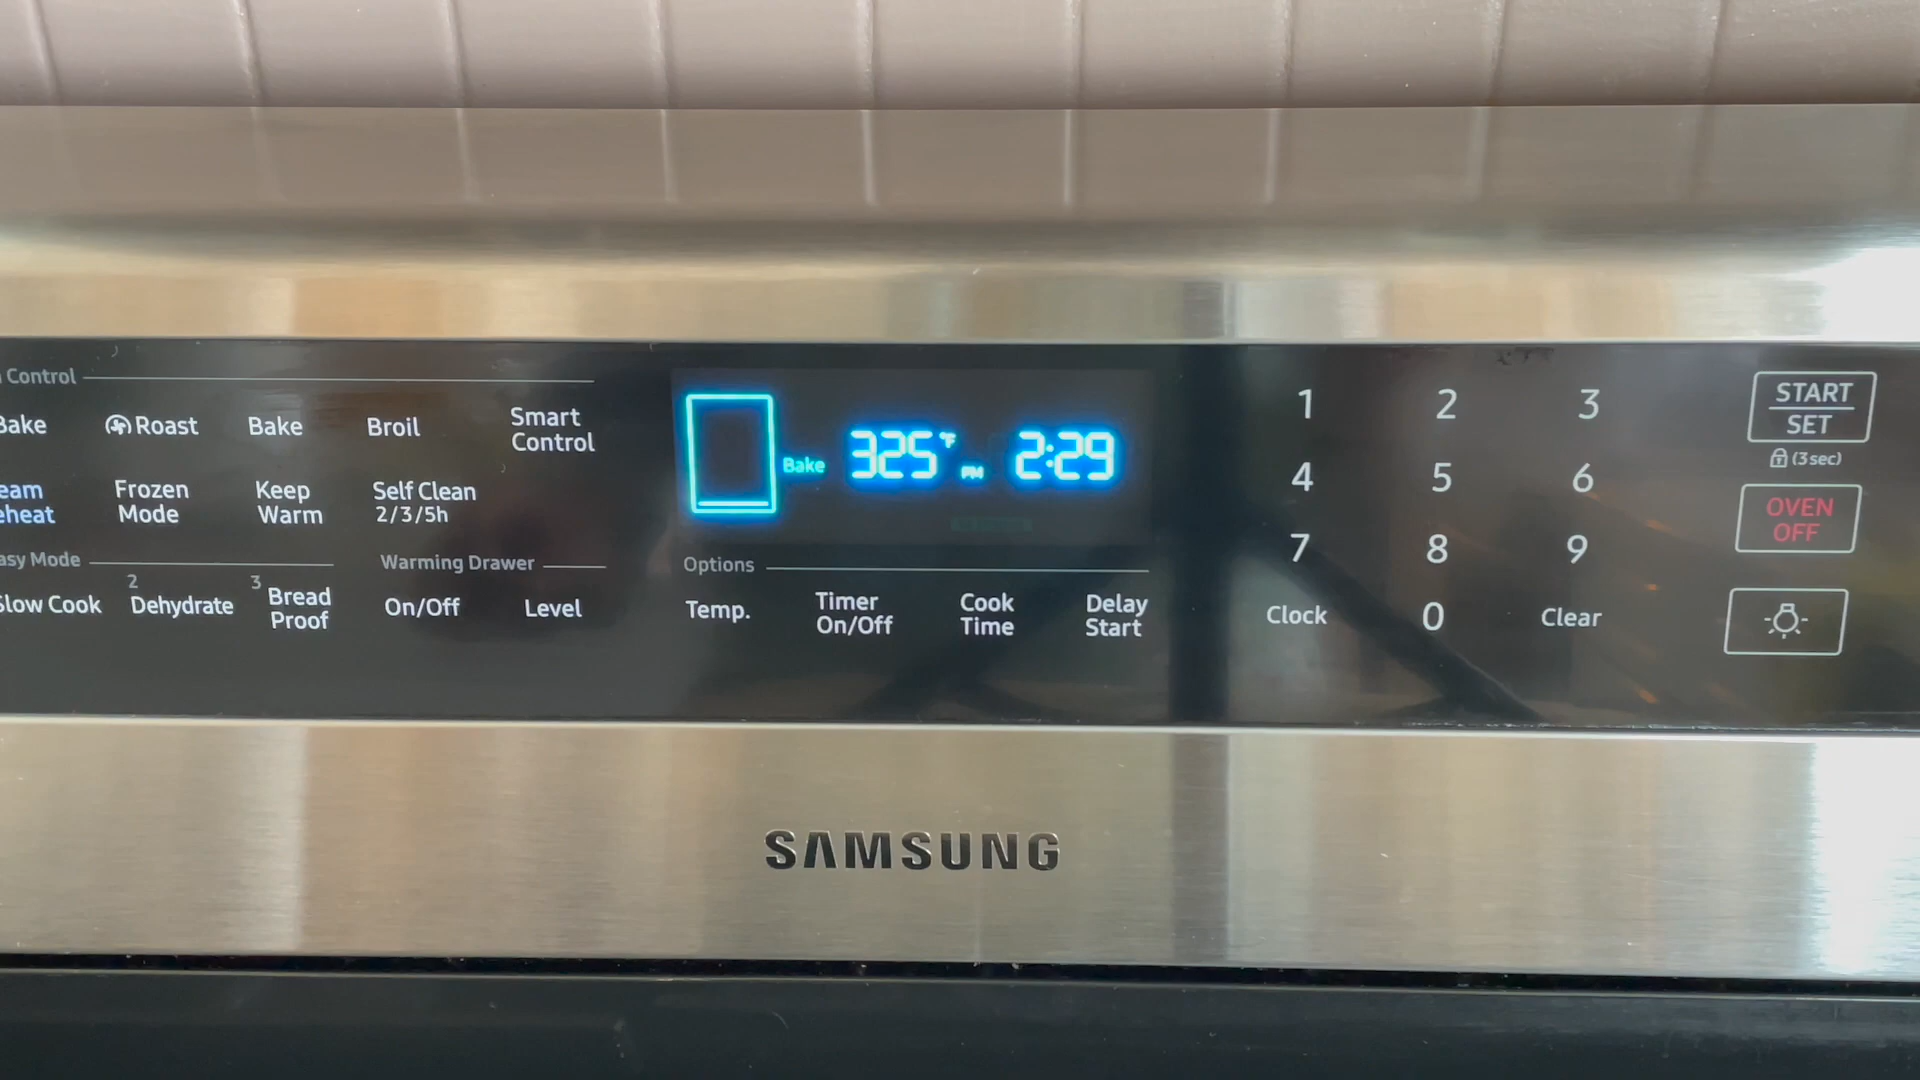 Control
Bake
Roast
Bake
Broil
Smart
Control
Frozen
Mode
Keep
Warm
Self Clean
2/3/5h
Mode
Warming Drawer
Slow Cook
2
Dehydrate
3
Bread
Proof
On/Off
Level
Bake
325°F
PM
2:29
Options
Temp.
Timer
On/Off
Cook
Time
Delay
Start
1
2
3
4
5
6
7
8
9
Clock
0
Clear
START
SET
(3sec)
OVEN
OFF
SAMSUNG